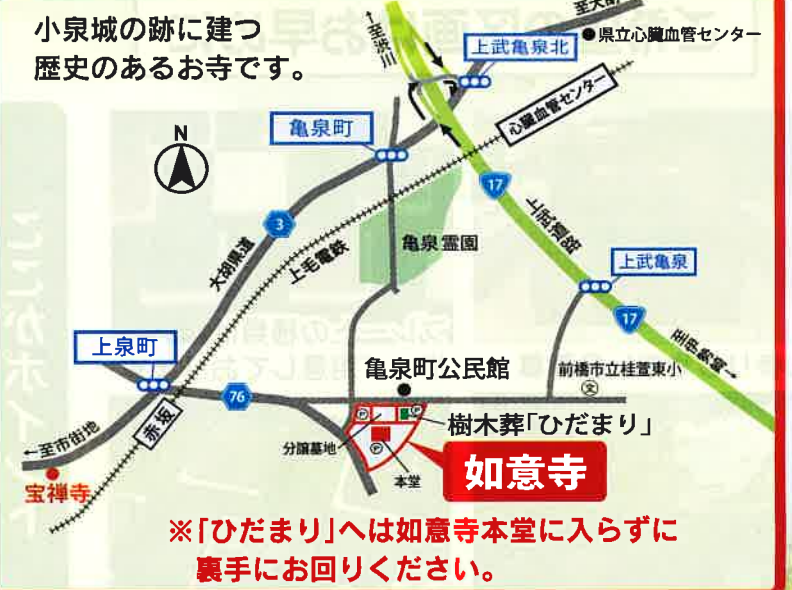 小泉城の跡に建つ
歴史のあるお寺です。
↑至渋川
至大胡
上武亀泉北
●県立心臓血管センター
心臓血管センター
亀泉町
N
17
3
大胡県道
上毛電鉄
亀泉霊園
上武道路
上武亀泉
17
至伊勢崎→
上泉町
76
亀泉町公民館
前橋市立桂萱東小
文
赤坂
←至市街地
宝禅寺
P
P
P
分譲墓地
本堂
樹木葬「ひだまり」
如意寺
※「ひだまり」へは如意寺本堂に入らずに
裏手にお回りください。